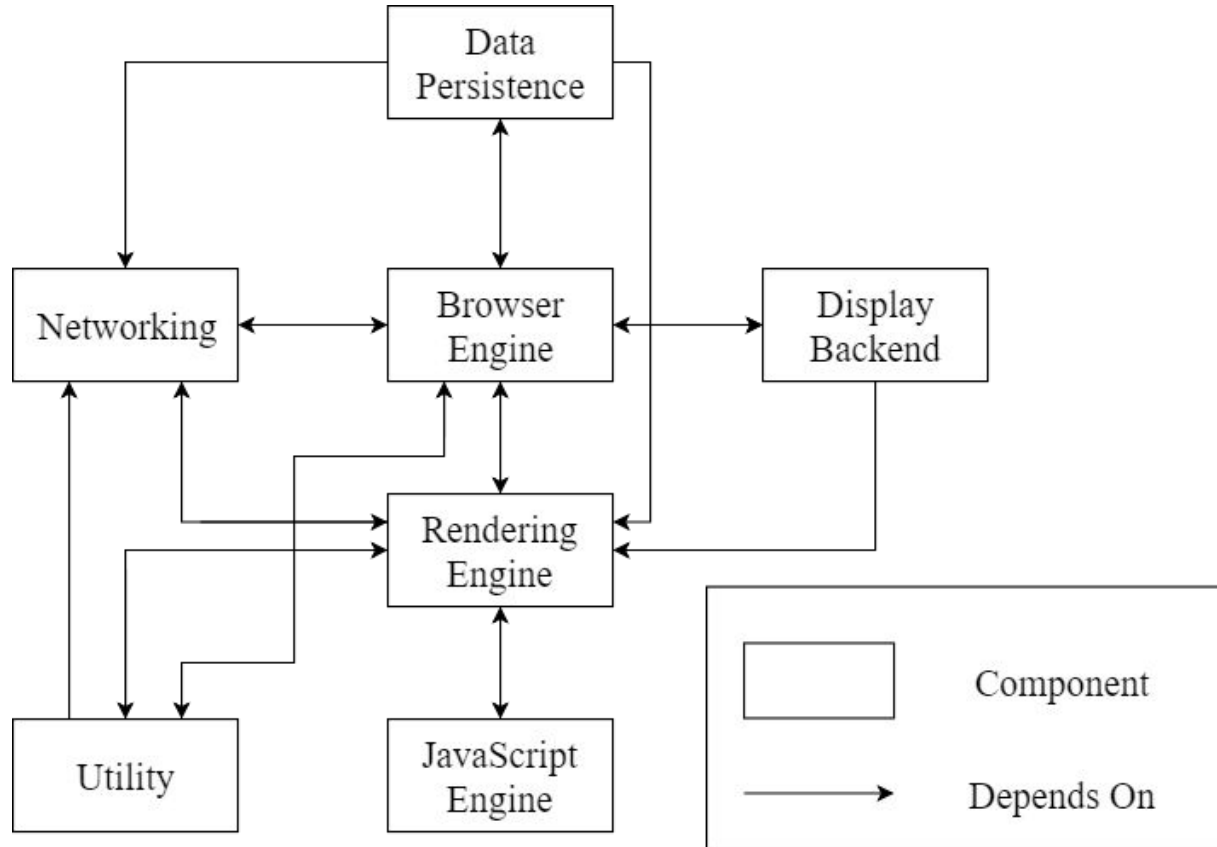 Data
Persistence
Networking
Browser
Engine
Display
Backend
Rendering
Engine
Utility
JavaScript
Engine
Component
Depends On